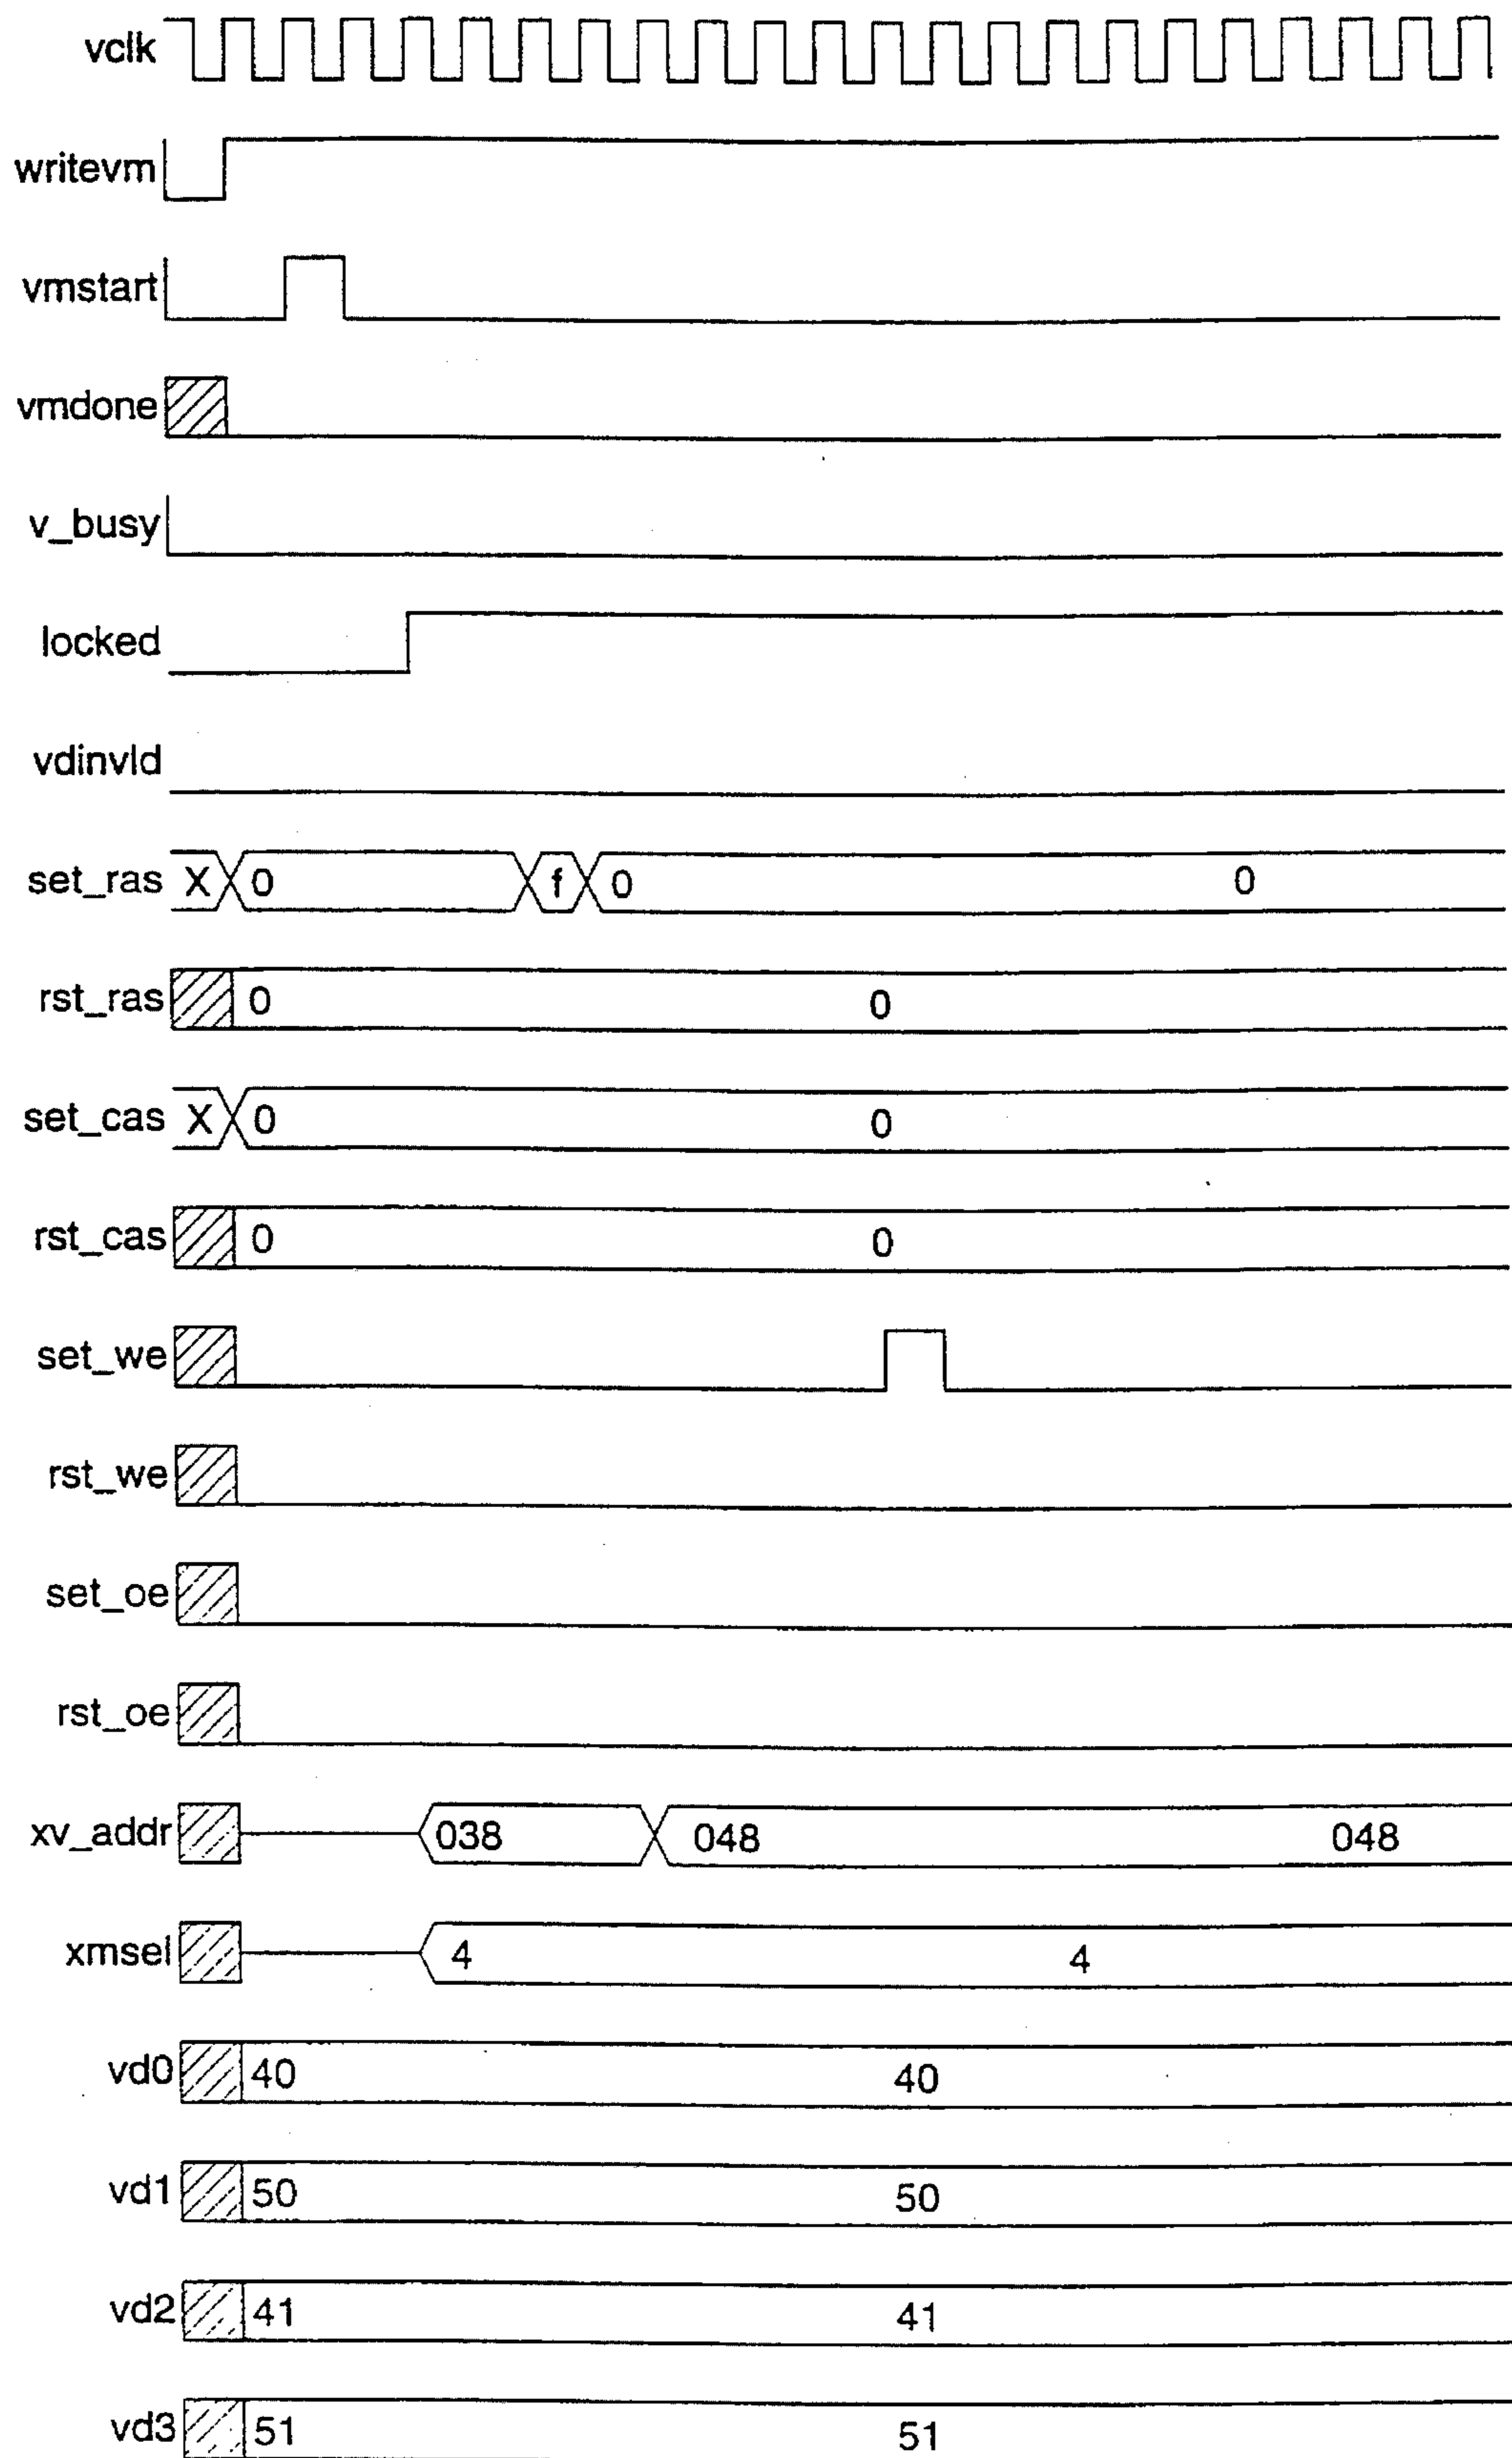 vclk
writevm
vmstart
vmdone
v_busy
locked
vdinvld
set_ras X 0 f 0 0
rst_ras 0 0
set_cas X 0 0
rst_cas 0 0
set_we
rst_we
set_oe
rst_oe
xv_addr 038 048 048
xmsel 4 4
vd0 40 40
vd1 50 50
vd2 41 41
vd3 51 51